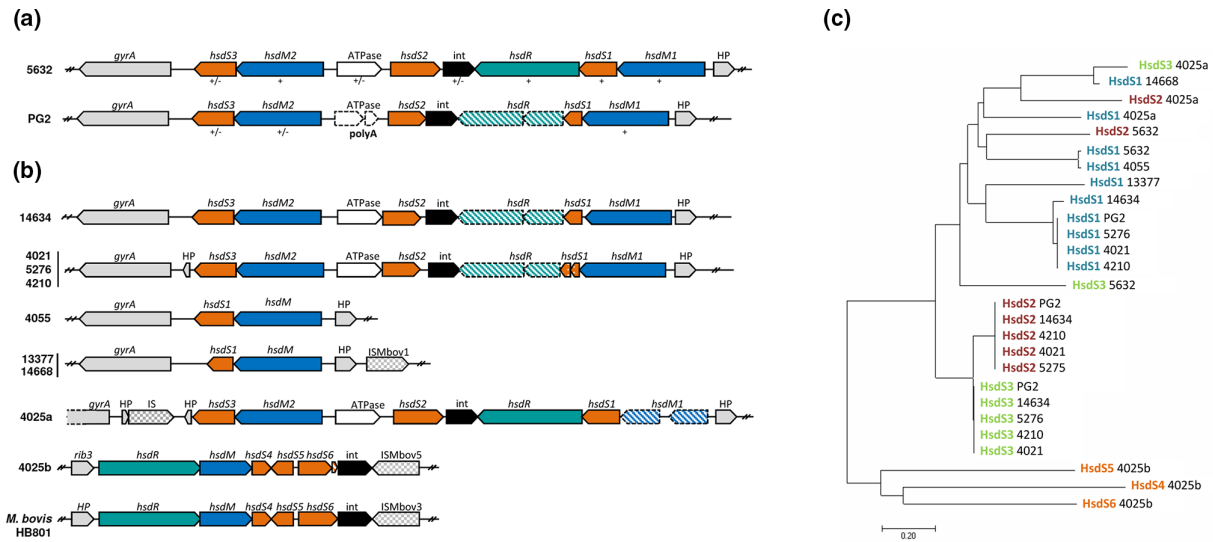 (a)
gyrA hsdS3 hsdM2 ATPase hsdS2 int hsdR hsdS1 hsdM1 HP
5632
+/- + +/- +/- + + +
gyrA hsdS3 hsdM2 ATPase hsdS2 int hsdR hsdS1 hsdM1 HP
PG2
+/- +/- polyA +
(b)
gyrA hsdS3 hsdM2 ATPase hsdS2 int hsdR hsdS1 hsdM1 HP
14634
gyrA HP hsdS3 hsdM2 ATPase hsdS2 int hsdR hsdS1 hsdM1 HP
4021
5276
4210
gyrA hsdS1 hsdM HP
4055
gyrA hsdS1 hsdM HP ISMbov1
13377
14668
gyrA HP IS HP hsdS3 hsdM2 ATPase hsdS2 int hsdR hsdS1 hsdM1 HP
4025a
rib3 hsdR hsdM hsdS4 hsdS5 hsdS6 int ISMbov5
4025b
HP hsdR hsdM hsdS4 hsdS5 hsdS6 int ISMbov3
M. bovis
HB801
(c)
HsdS3 4025a
HsdS1 14668
HsdS2 4025a
HsdS1 4025a
HsdS2 5632
HsdS1 5632
HsdS1 4055
HsdS1 13377
HsdS1 14634
HsdS1 PG2
HsdS1 5276
HsdS1 4021
HsdS1 4210
HsdS3 5632
HsdS2 PG2
HsdS2 14634
HsdS2 4210
HsdS2 4021
HsdS2 5275
HsdS3 PG2
HsdS3 14634
HsdS3 5276
HsdS3 4210
HsdS3 4021
HsdS5 4025b
HsdS4 4025b
HsdS6 4025b
0.20